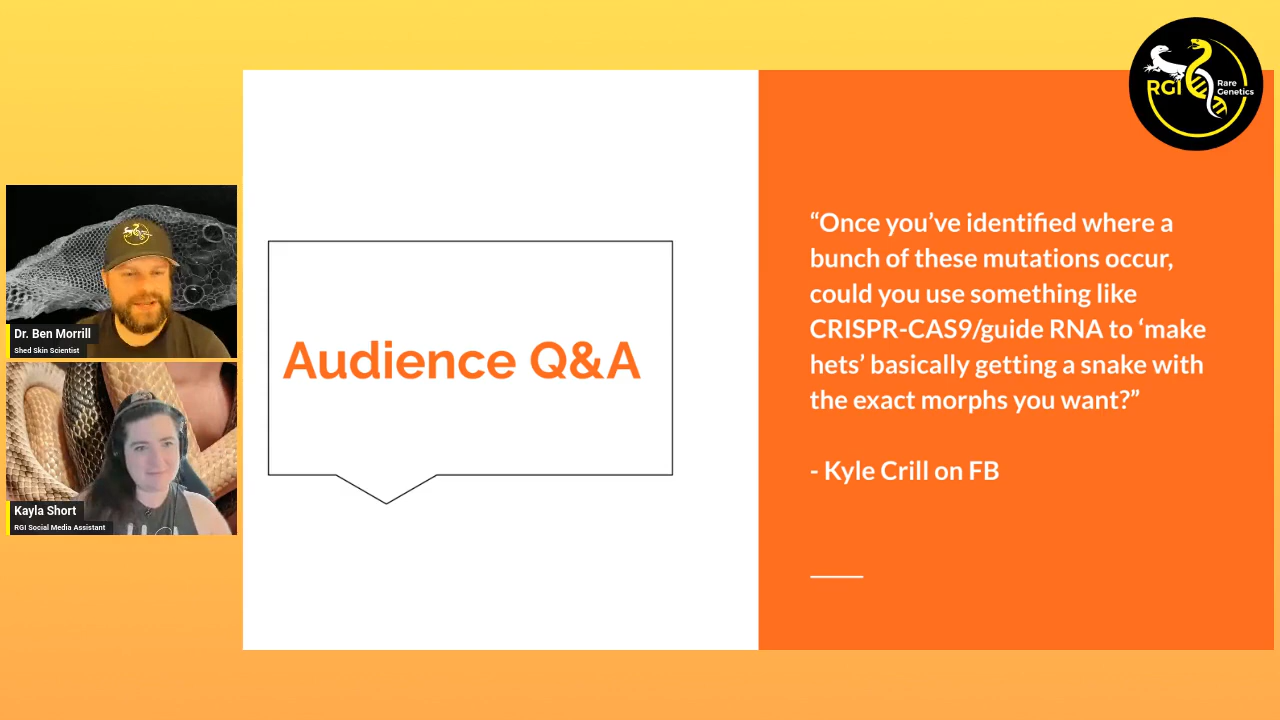 RGI Rare
Genetics
Dr. Ben Morrill
Shed Skin Scientist
Kayla Short
RGI Social Media Assistant
Audience Q&A
“Once you’ve identified where a
bunch of these mutations occur,
could you use something like
CRISPR-CAS9/guide RNA to ‘make
hets’ basically getting a snake with
the exact morphs you want?”
- Kyle Crill on FB